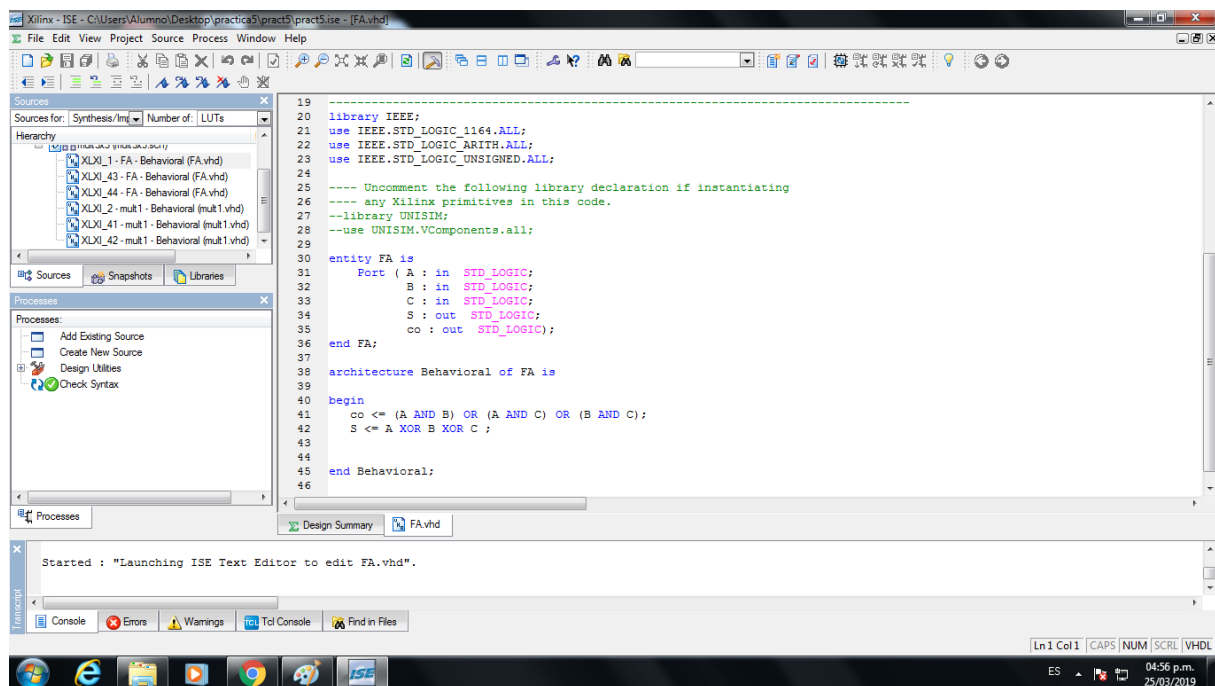 Xilinx - ISE - C:\Users\Alumno\Desktop\practica5\pract5\pract5.ise - [FA.vhd]
File Edit View Project Source Process Window Help
Sources
Sources for: Synthesis/Imp Number of: LUTs
Hierarchy
XLXI_1 - FA - Behavioral (FA.vhd)
XLXI_43 - FA - Behavioral (FA.vhd)
XLXI_44 - FA - Behavioral (FA.vhd)
XLXI_2 - mult1 - Behavioral (mult1.vhd)
XLXI_41 - mult1 - Behavioral (mult1.vhd)
XLXI_42 - mult1 - Behavioral (mult1.vhd)
Sources Snapshots Libraries
Processes
Processes:
Add Existing Source
Create New Source
Design Utilities
Check Syntax
Processes
19 ----------------------------------------------------------------------------------
20 library IEEE;
21 use IEEE.STD_LOGIC_1164.ALL;
22 use IEEE.STD_LOGIC_ARITH.ALL;
23 use IEEE.STD_LOGIC_UNSIGNED.ALL;
24
25 ---- Uncomment the following library declaration if instantiating
26 ---- any Xilinx primitives in this code.
27 --library UNISIM;
28 --use UNISIM.VComponents.all;
29
30 entity FA is
31 Port ( A : in STD_LOGIC;
32 B : in STD_LOGIC;
33 C : in STD_LOGIC;
34 S : out STD_LOGIC;
35 co : out STD_LOGIC);
36 end FA;
37
38 architecture Behavioral of FA is
39
40 begin
41 co <= (A AND B) OR (A AND C) OR (B AND C);
42 S <= A XOR B XOR C ;
43
44
45 end Behavioral;
46
Design Summary FA.vhd
Started : "Launching ISE Text Editor to edit FA.vhd".
Transcript
Console Errors Warnings TCL Tcl Console Find in Files
Ln 1 Col 1 CAPS NUM SCRL VHDL
ISE
ES 04:56 p.m.
25/03/2019